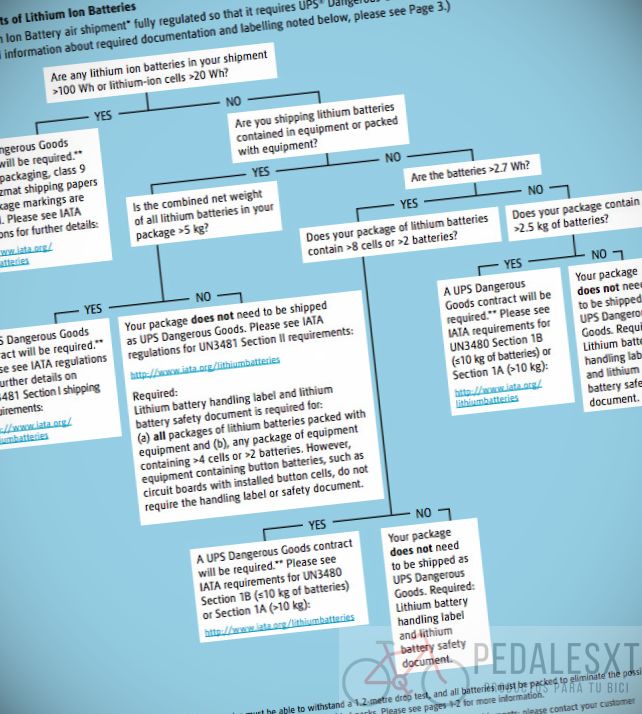 ts of Lithium Ion Batteries
Ion Battery air shipment* fully regulated so that it requires UPS® Dangerous
information about required documentation and labelling noted below, please see Page 3.)
Are any lithium ion batteries in your shipment
>100 Wh or lithium-ion cells >20 Wh?
YES
NO
ngerous Goods
will be required.**
packaging, class 9
zmat shipping papers
kage markings are
. Please see IATA
ons for further details:
ww.iata.org/
atteries
Are you shipping lithium batteries
contained in equipment or packed
with equipment?
YES
NO
Is the combined net weight
of all lithium batteries in your
package >5 kg?
Are the batteries >2.7 Wh?
YES
NO
Does your package of lithium batteries
contain >8 cells or >2 batteries?
Does your package contain
>2.5 kg of batteries?
YES
NO
YES
NO
S Dangerous Goods
act will be required.**
se see IATA regulations
urther details on
481 Section I shipping
irements:
://www.iata.org/
iumbatteries
Your package does not need to be shipped
as UPS Dangerous Goods. Please see IATA
regulations for UN3481 Section II requirements:
http://www.iata.org/lithiumbatteries
Required:
Lithium battery handling label and lithium
battery safety document is required for:
(a) all packages of lithium batteries packed with
equipment and (b), any package of equipment
containing >4 cells or >2 batteries. However,
equipment containing button batteries, such as
circuit boards with installed button cells, do not
require the handling label or safety document.
A UPS Dangerous
Goods contract will be
required.** Please see
IATA requirements for
UN3480 Section 1B
(≤10 kg of batteries) or
Section 1A (>10 kg):
http://www.iata.org/
lithiumbatteries
Your package
does not need
to be shipped
UPS Dangerou
Goods. Requi
Lithium batte
handling lab
and lithium
battery safe
document.
YES
NO
A UPS Dangerous Goods contract
will be required.** Please see
IATA requirements for UN3480
Section 1B (≤10 kg of batteries)
or Section 1A (>10 kg):
http://www.iata.org/lithiumbatteries
Your package
does not need
to be shipped as
UPS Dangerous
Goods. Required:
Lithium battery
handling label
and lithium
battery safety
document.
PEDALESXT
PRODUCTOS PARA TU BICI
must be able to withstand a 1.2-metre drop test, and all batteries must be packed to eliminate the possi
Please see pages 1-2 for more information.
please contact your customer